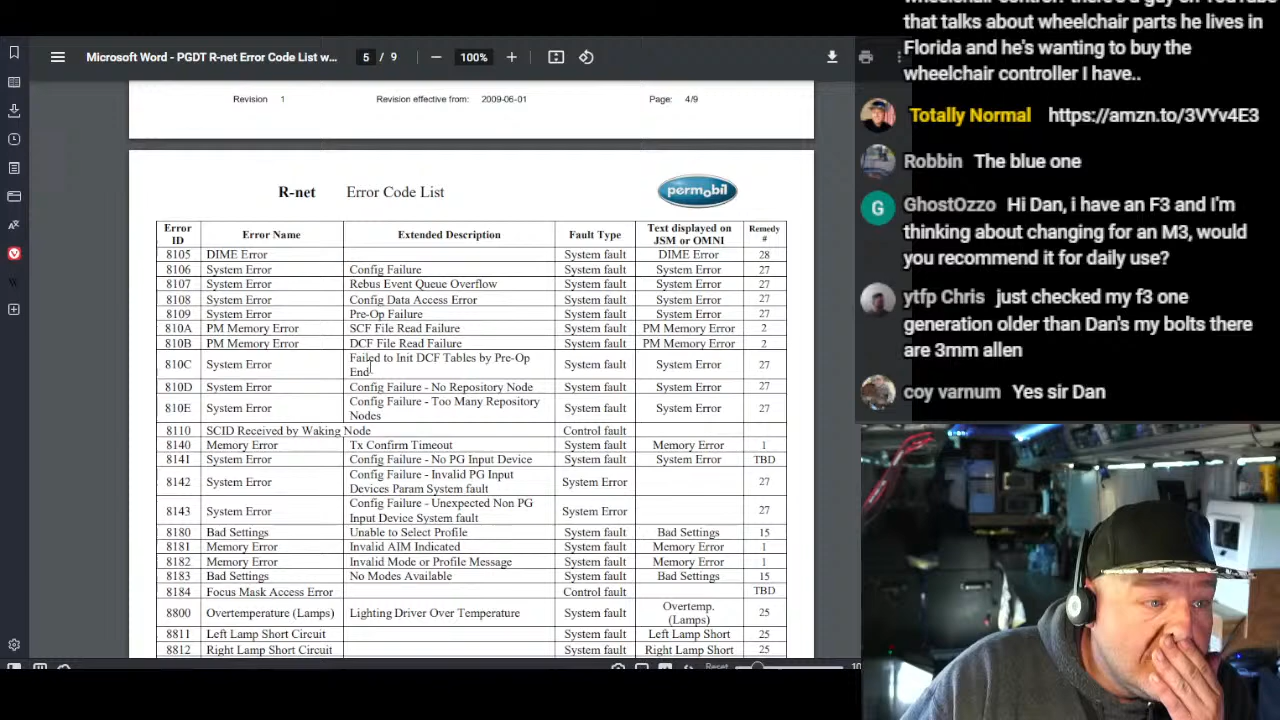 Microsoft Word - PGDT R-net Error Code List w...
5 / 9
100%
Revision 1 Revision effective from: 2009-06-01 Page: 4/9
R-net Error Code List
permobil
Error ID Error Name Extended Description Fault Type Text displayed on JSM or OMNI Remedy #
8105 DIME Error System fault DIME Error 28
8106 System Error Config Failure System fault System Error 27
8107 System Error Rebus Event Queue Overflow System fault System Error 27
8108 System Error Config Data Access Error System fault System Error 27
8109 System Error Pre-Op Failure System fault System Error 27
810A PM Memory Error SCF File Read Failure System fault PM Memory Error 2
810B PM Memory Error DCF File Read Failure System fault PM Memory Error 2
810C System Error Failed to Init DCF Tables by Pre-Op End System fault System Error 27
810D System Error Config Failure - No Repository Node System fault System Error 27
810E System Error Config Failure - Too Many Repository Nodes System fault System Error 27
8110 SCID Received by Waking Node Control fault
8140 Memory Error Tx Confirm Timeout System fault Memory Error 1
8141 System Error Config Failure - No PG Input Device System fault System Error TBD
8142 System Error Config Failure - Invalid PG Input Devices Param System fault System Error 27
8143 System Error Config Failure - Unexpected Non PG Input Device System fault System Error 27
8180 Bad Settings Unable to Select Profile System fault Bad Settings 15
8181 Memory Error Invalid AIM Indicated System fault Memory Error 1
8182 Memory Error Invalid Mode or Profile Message System fault Memory Error 1
8183 Bad Settings No Modes Available System fault Bad Settings 15
8184 Focus Mask Access Error Control fault TBD
8800 Overtemperature (Lamps) Lighting Driver Over Temperature System fault Overtemp. (Lamps) 25
8811 Left Lamp Short Circuit System fault Left Lamp Short 25
8812 Right Lamp Short Circuit System fault Right Lamp Short 25
Reset
that talks about wheelchair parts he lives in
Florida and he's wanting to buy the
wheelchair controller I have..
Totally Normal https://amzn.to/3VYv4E3
Robbin The blue one
G GhostOzzo Hi Dan, i have an F3 and I'm
thinking about changing for an M3, would
you recommend it for daily use?
ytfp Chris just checked my f3 one
generation older than Dan's my bolts there
are 3mm allen
coy varnum Yes sir Dan